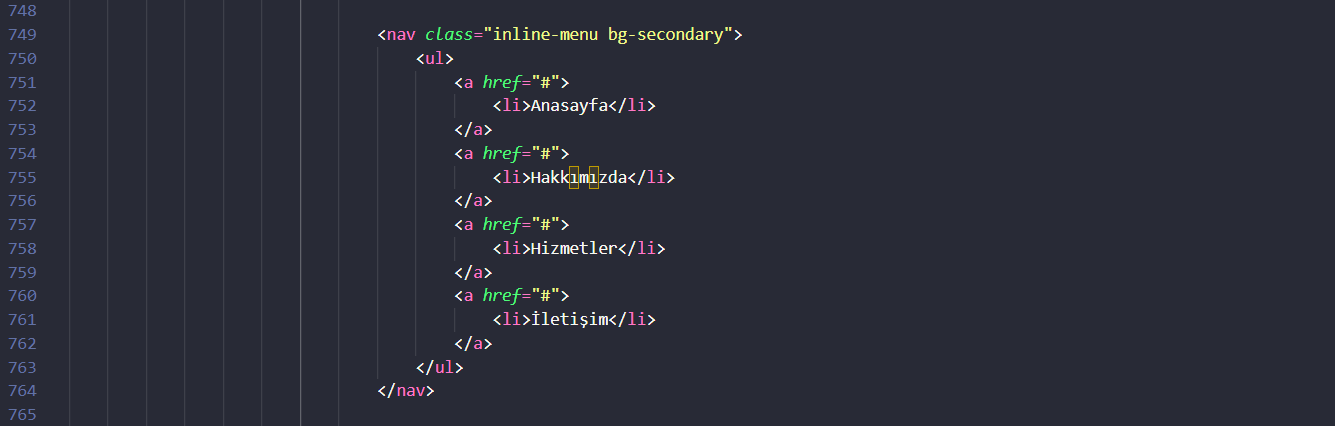 748
749 <nav class="inline-menu bg-secondary">
750 <ul>
751 <a href="#">
752 <li>Anasayfa</li>
753 </a>
754 <a href="#">
755 <li>Hakkımızda</li>
756 </a>
757 <a href="#">
758 <li>Hizmetler</li>
759 </a>
760 <a href="#">
761 <li>İletişim</li>
762 </a>
763 </ul>
764 </nav>
765